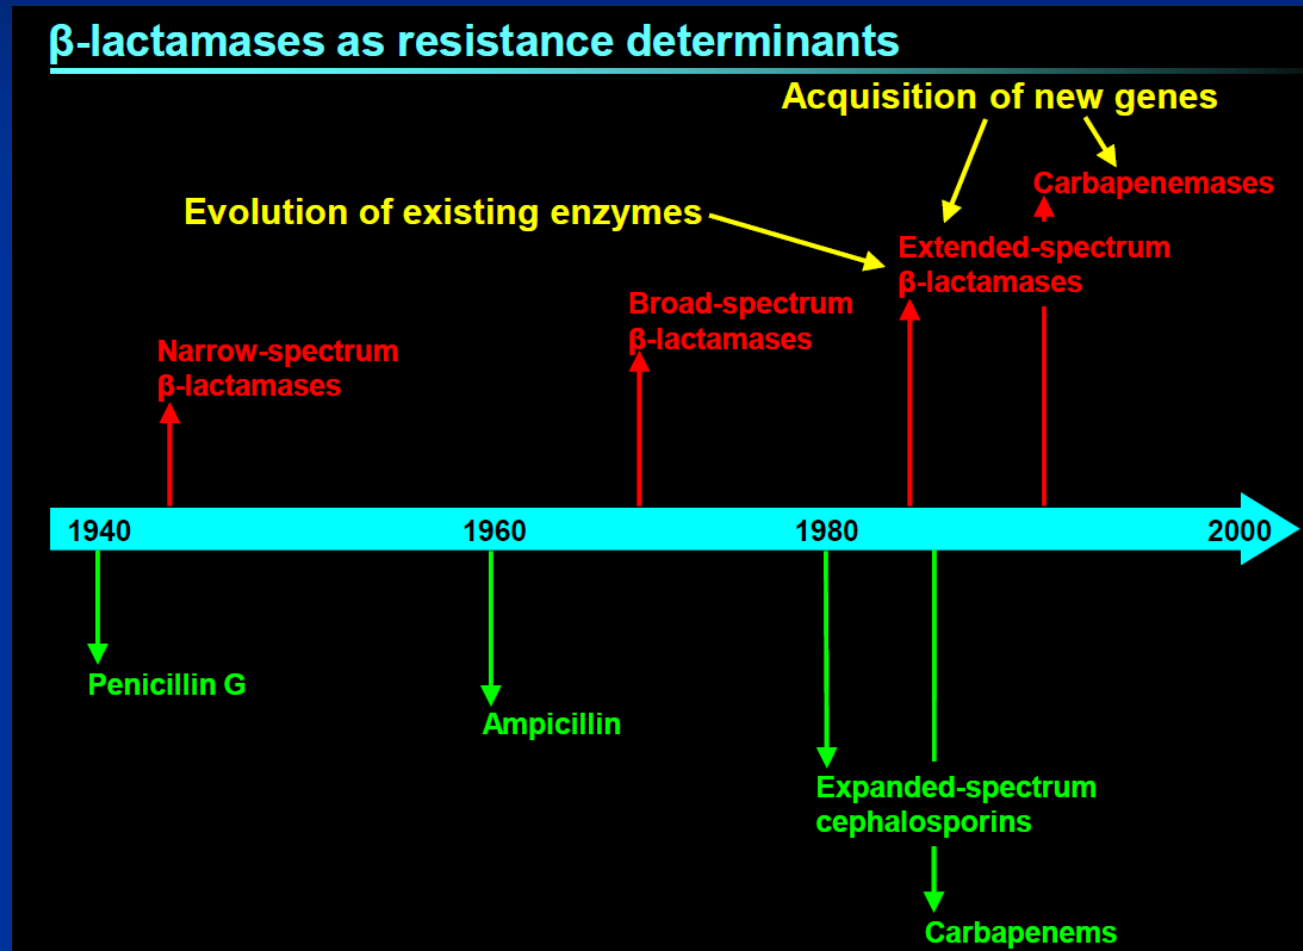 β-lactamases as resistance determinants
Acquisition of new genes
Carbapenemases
Evolution of existing enzymes
Extended-spectrum
β-lactamases
Broad-spectrum
β-lactamases
Narrow-spectrum
β-lactamases
1940
1960
1980
2000
Penicillin G
Ampicillin
Expanded-spectrum
cephalosporins
Carbapenems